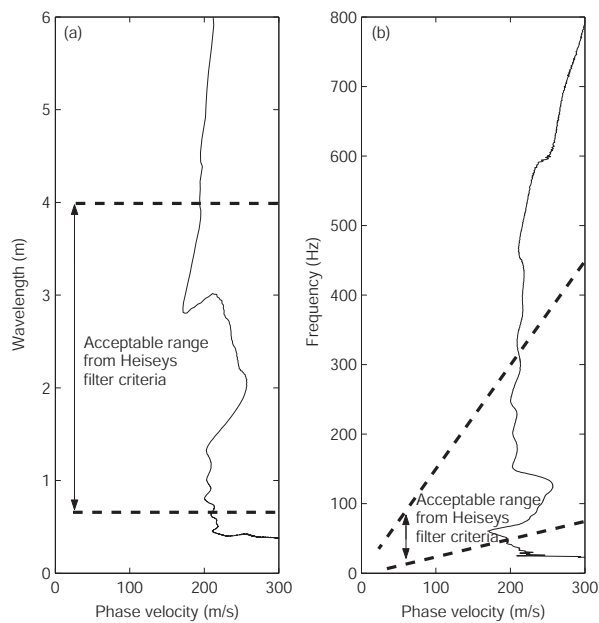 (a)
6
5
4
3
2
1
0
Wavelength (m)
Acceptable range
from Heiseys
filter criteria
0
100
200
300
Phase velocity (m/s)
(b)
800
700
600
500
400
300
200
100
0
Frequency (Hz)
Acceptable range
from Heiseys
filter criteria
0
100
200
300
Phase velocity (m/s)